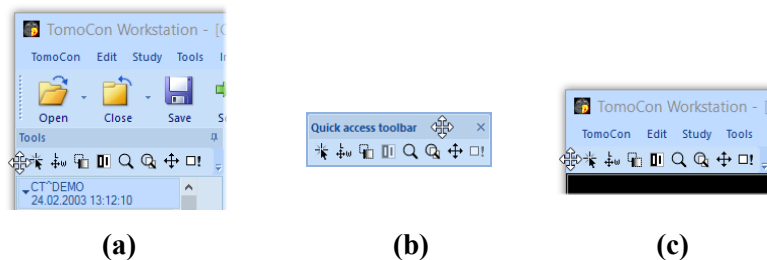 TomoCon Workstation - [
TomoCon Edit Study Tools
Open Close Save
Tools
CT^DEMO
24.02.2003 13:12:10
(a)
Quick access toolbar
(b)
TomoCon Workstation - [
TomoCon Edit Study Tools
(c)